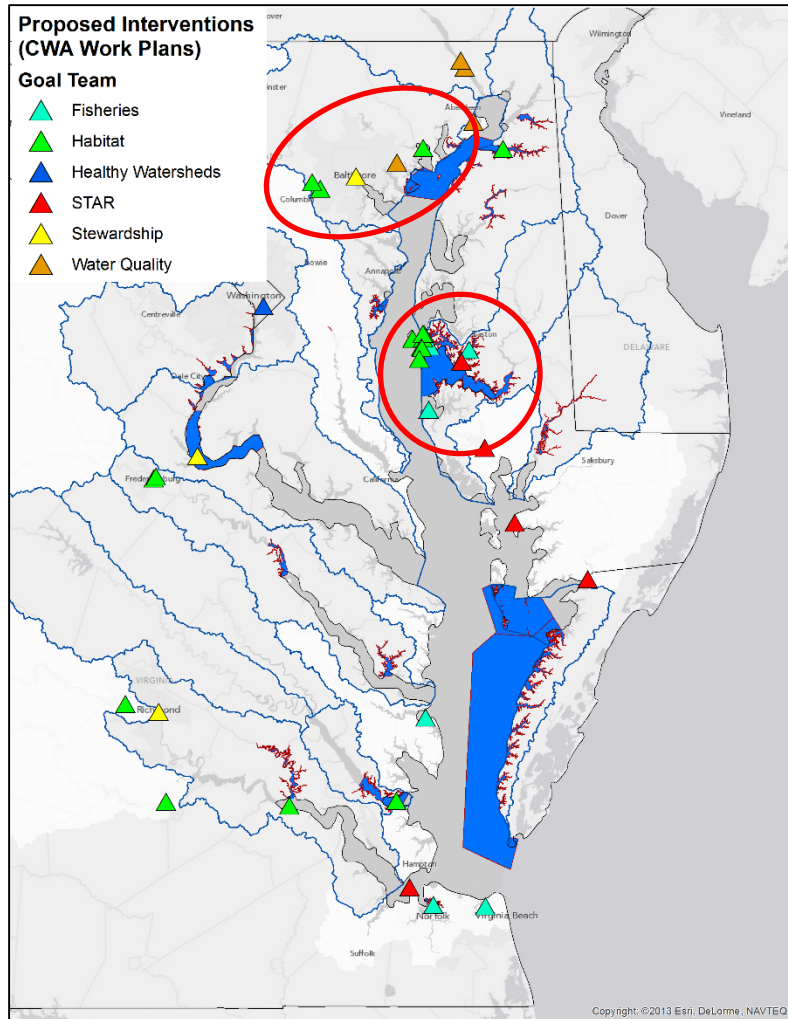 Proposed Interventions
(CWA Work Plans)
Goal Team
Fisheries
Habitat
Healthy Watersheds
STAR
Stewardship
Water Quality
Dover
Wilmington
minster
Aberdeen
Vineland
Baltimore
Columbia
Dover
Bowie
Annapolis
Washington
Centreville
Easton
DELAWARE
Dale City
Salisbury
California
Fredericksburg
VIRGINIA
Richmond
Hampton
Norfolk
Virginia Beach
Suffolk
Copyright: ©2013 Esri, DeLorme, NAVTEQ